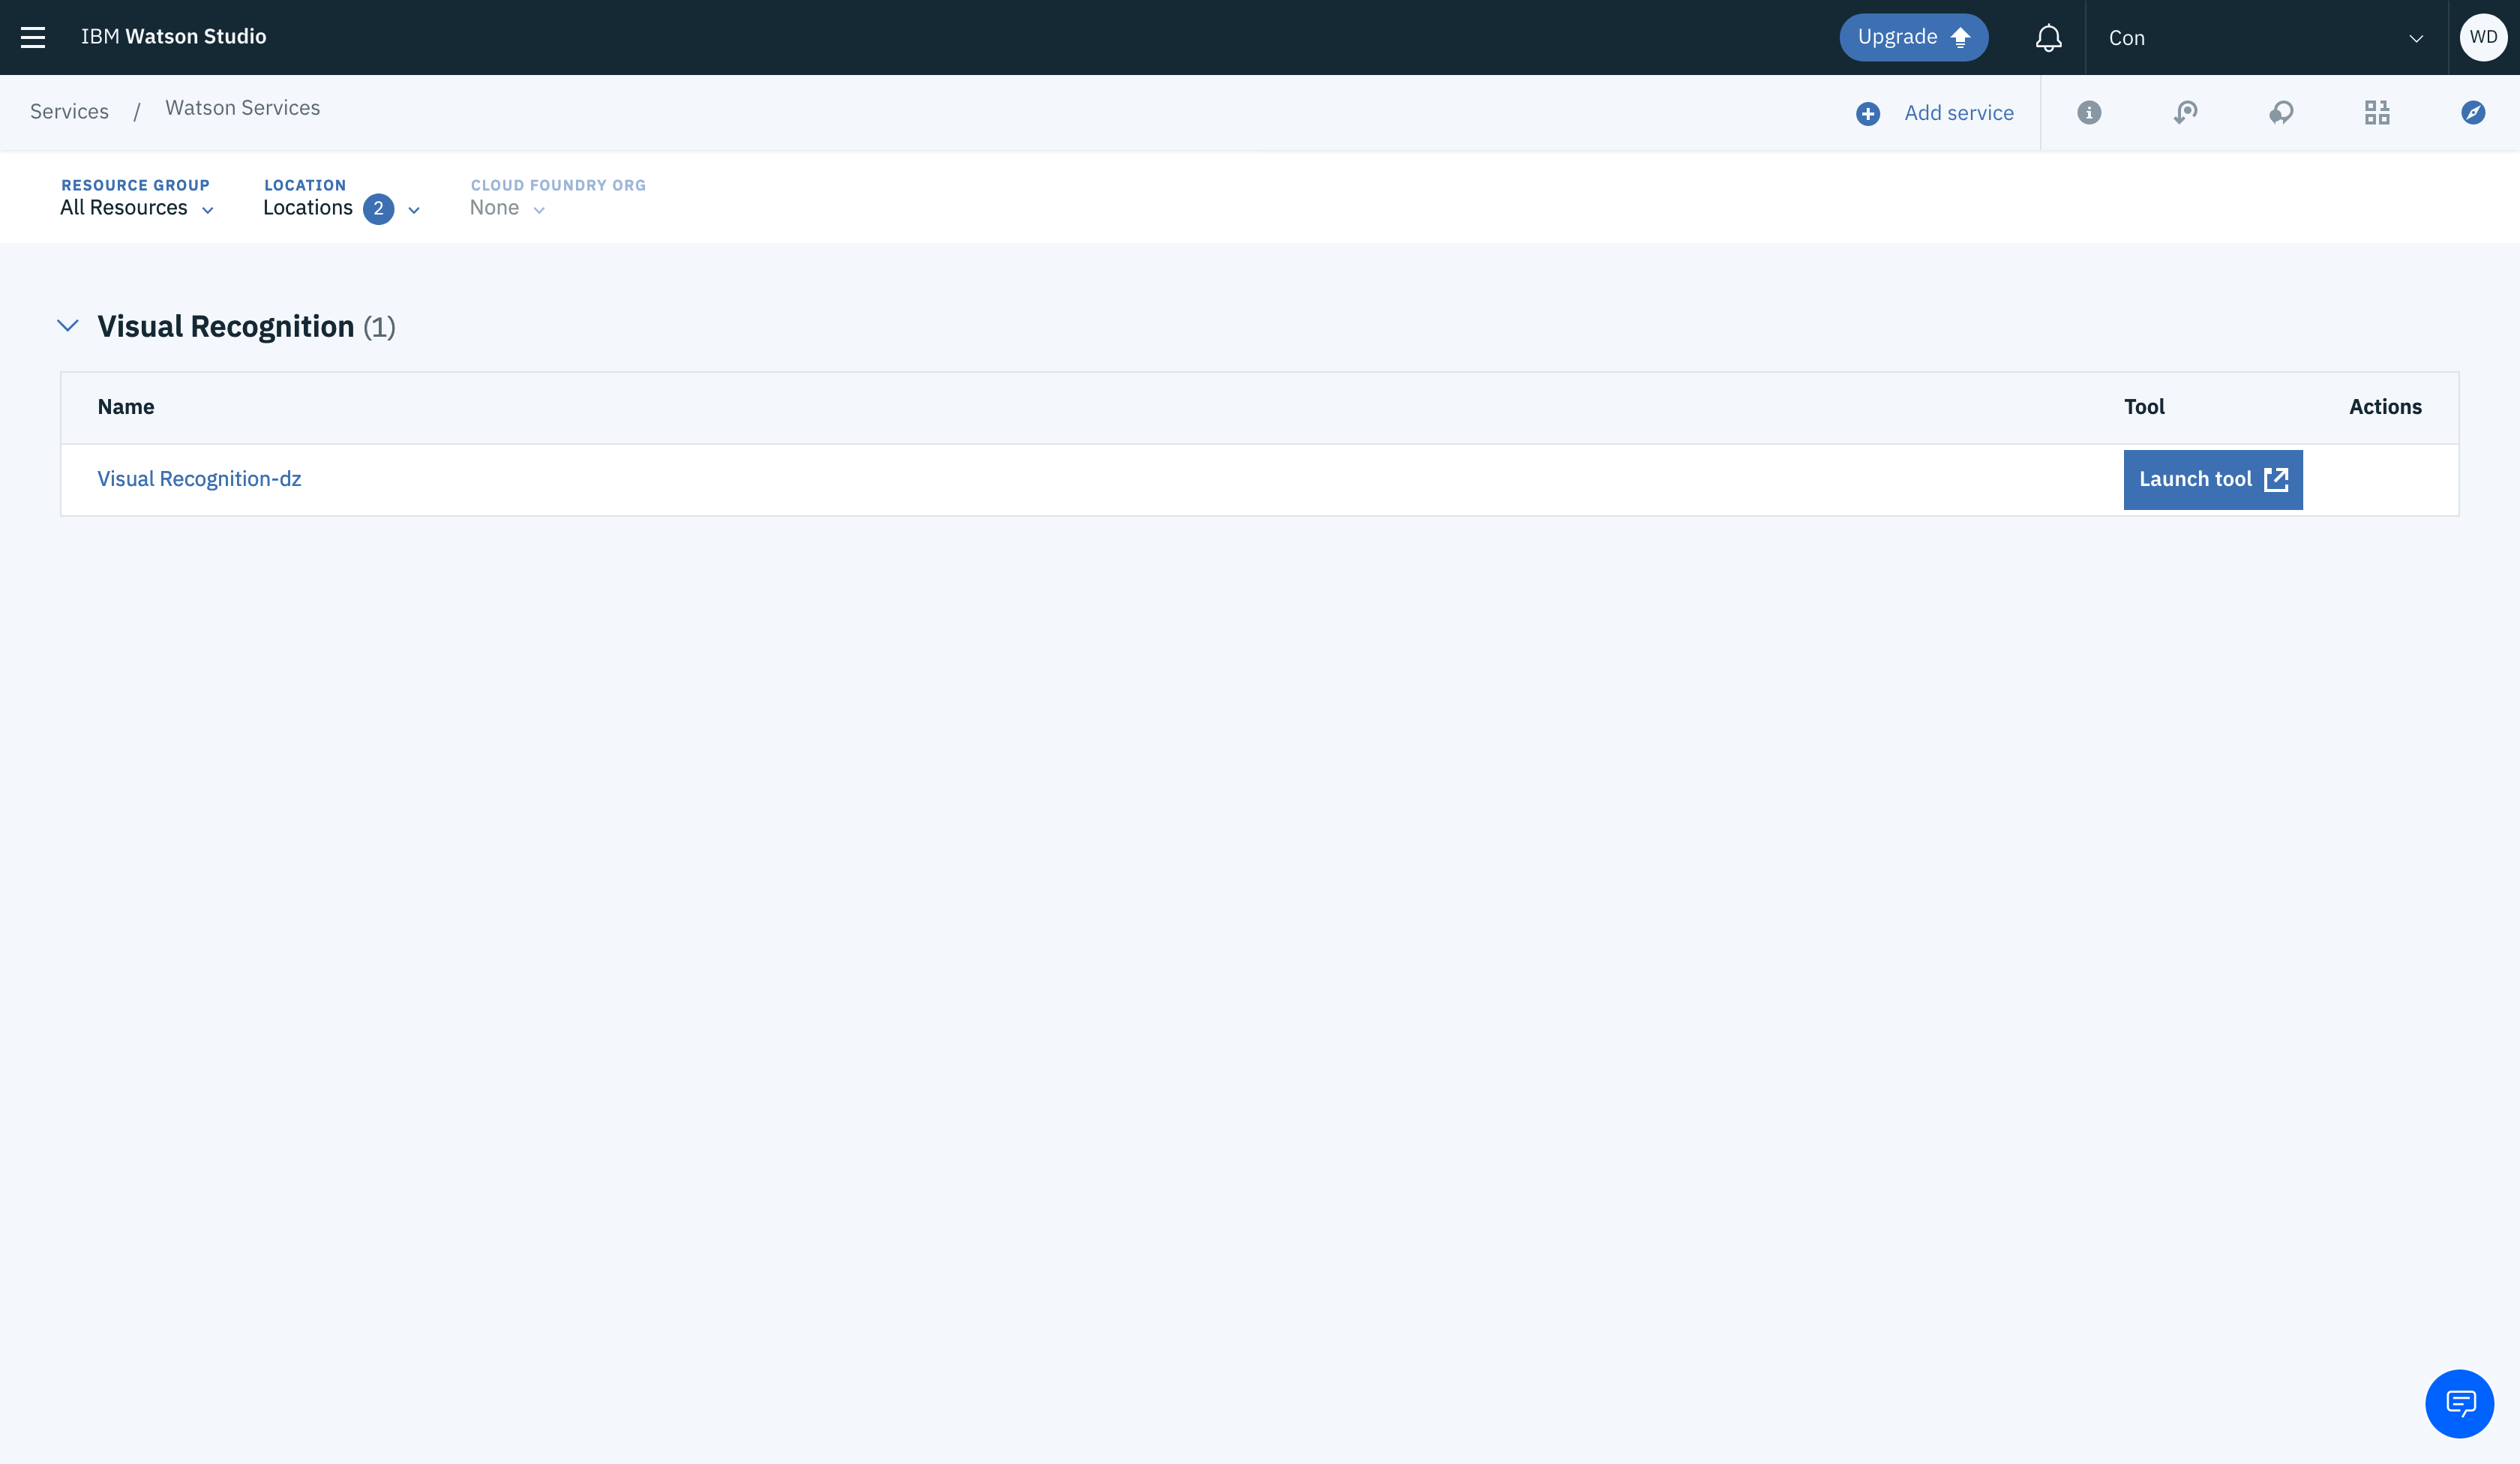 IBM Watson Studio
Upgrade
Con
WD
Services / Watson Services
Add service
RESOURCE GROUP
All Resources
LOCATION
Locations 2
CLOUD FOUNDRY ORG
None
Visual Recognition (1)
Name Tool Actions
Visual Recognition-dz Launch tool